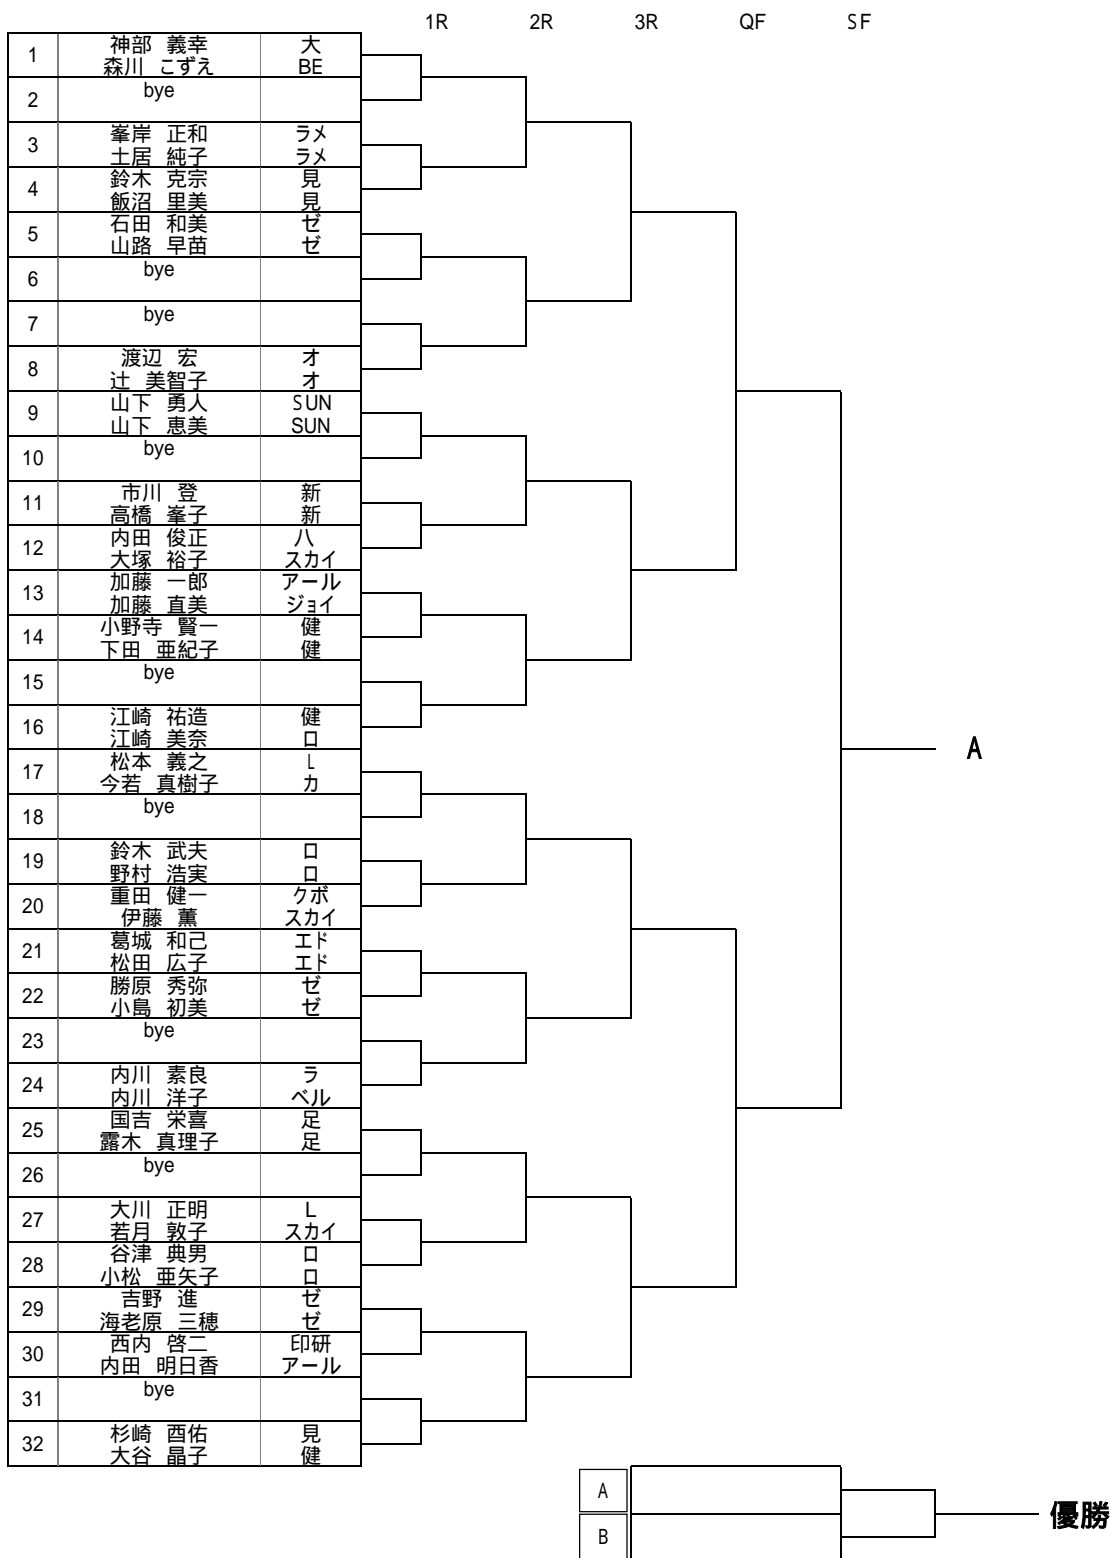 1R 2R 3R QF SF
1 神部 義幸 大
森川 こずえ BE
2 bye
3 峯岸 正和 ラメ
土居 純子 ラメ
4 鈴木 克宗 見
飯沼 里美 見
5 石田 和美 ゼ
山路 早苗 ゼ
6 bye
7 bye
8 渡辺 宏 オ
辻 美智子 オ
9 山下 勇人 SUN
山下 恵美 SUN
10 bye
11 市川 登 新
高橋 峯子 新
12 内田 俊正 八
大塚 裕子 スカイ
13 加藤 一郎 アール
加藤 直美 ジョイ
14 小野寺 賢一 健
下田 亜紀子 健
15 bye
16 江崎 祐造 健
江崎 美奈 ロ
17 松本 義之 L
今若 真樹子 カ
18 bye
19 鈴木 武夫 ロ
野村 浩実 ロ
20 重田 健一 クボ
伊藤 薫 スカイ
21 葛城 和己 エド
松田 広子 エド
22 勝原 秀弥 ゼ
小島 初美 ゼ
23 bye
24 内川 素良 ラ
内川 洋子 ベル
25 国吉 栄喜 足
露木 真理子 足
26 bye
27 大川 正明 L
若月 敦子 スカイ
28 谷津 典男 ロ
小松 亜矢子 ロ
29 吉野 進 ゼ
海老原 三穂 ゼ
30 西内 啓二 印研
内田 明日香 アール
31 bye
32 杉崎 酉佑 見
大谷 晶子 健
A
A
B
優勝